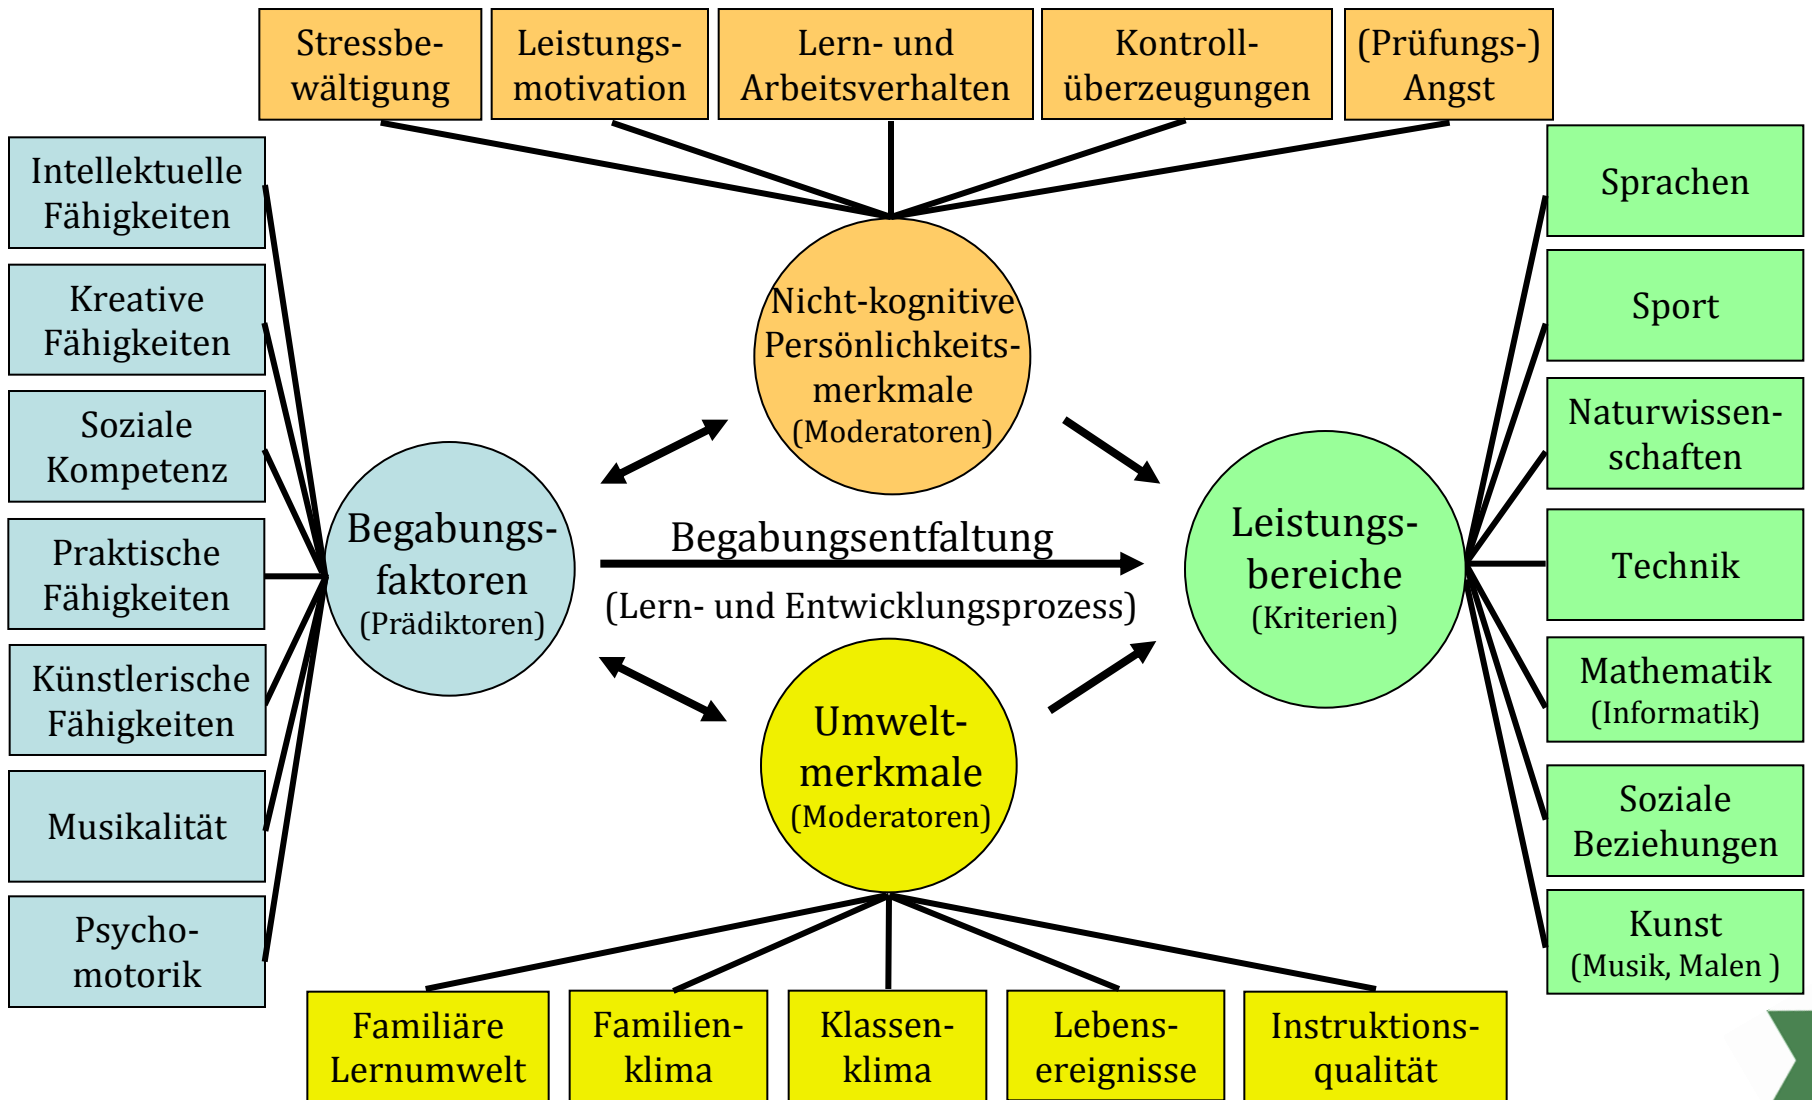 Stressbe-
wältigung
Leistungs-
motivation
Lern- und
Arbeitsverhalten
Kontroll-
überzeugungen
(Prüfungs-)
Angst
Intellektuelle
Fähigkeiten
Kreative
Fähigkeiten
Soziale
Kompetenz
Praktische
Fähigkeiten
Künstlerische
Fähigkeiten
Musikalität
Psycho-
motorik
Begabungs-
faktoren
(Prädiktoren)
Nicht-kognitive
Persönlichkeits-
merkmale
(Moderatoren)
Begabungsentfaltung
(Lern- und Entwicklungsprozess)
Umwelt-
merkmale
(Moderatoren)
Leistungs-
bereiche
(Kriterien)
Sprachen
Sport
Naturwissen-
schaften
Technik
Mathematik
(Informatik)
Soziale
Beziehungen
Kunst
(Musik, Malen )
Familiäre
Lernumwelt
Familien-
klima
Klassen-
klima
Lebens-
ereignisse
Instruktions-
qualität